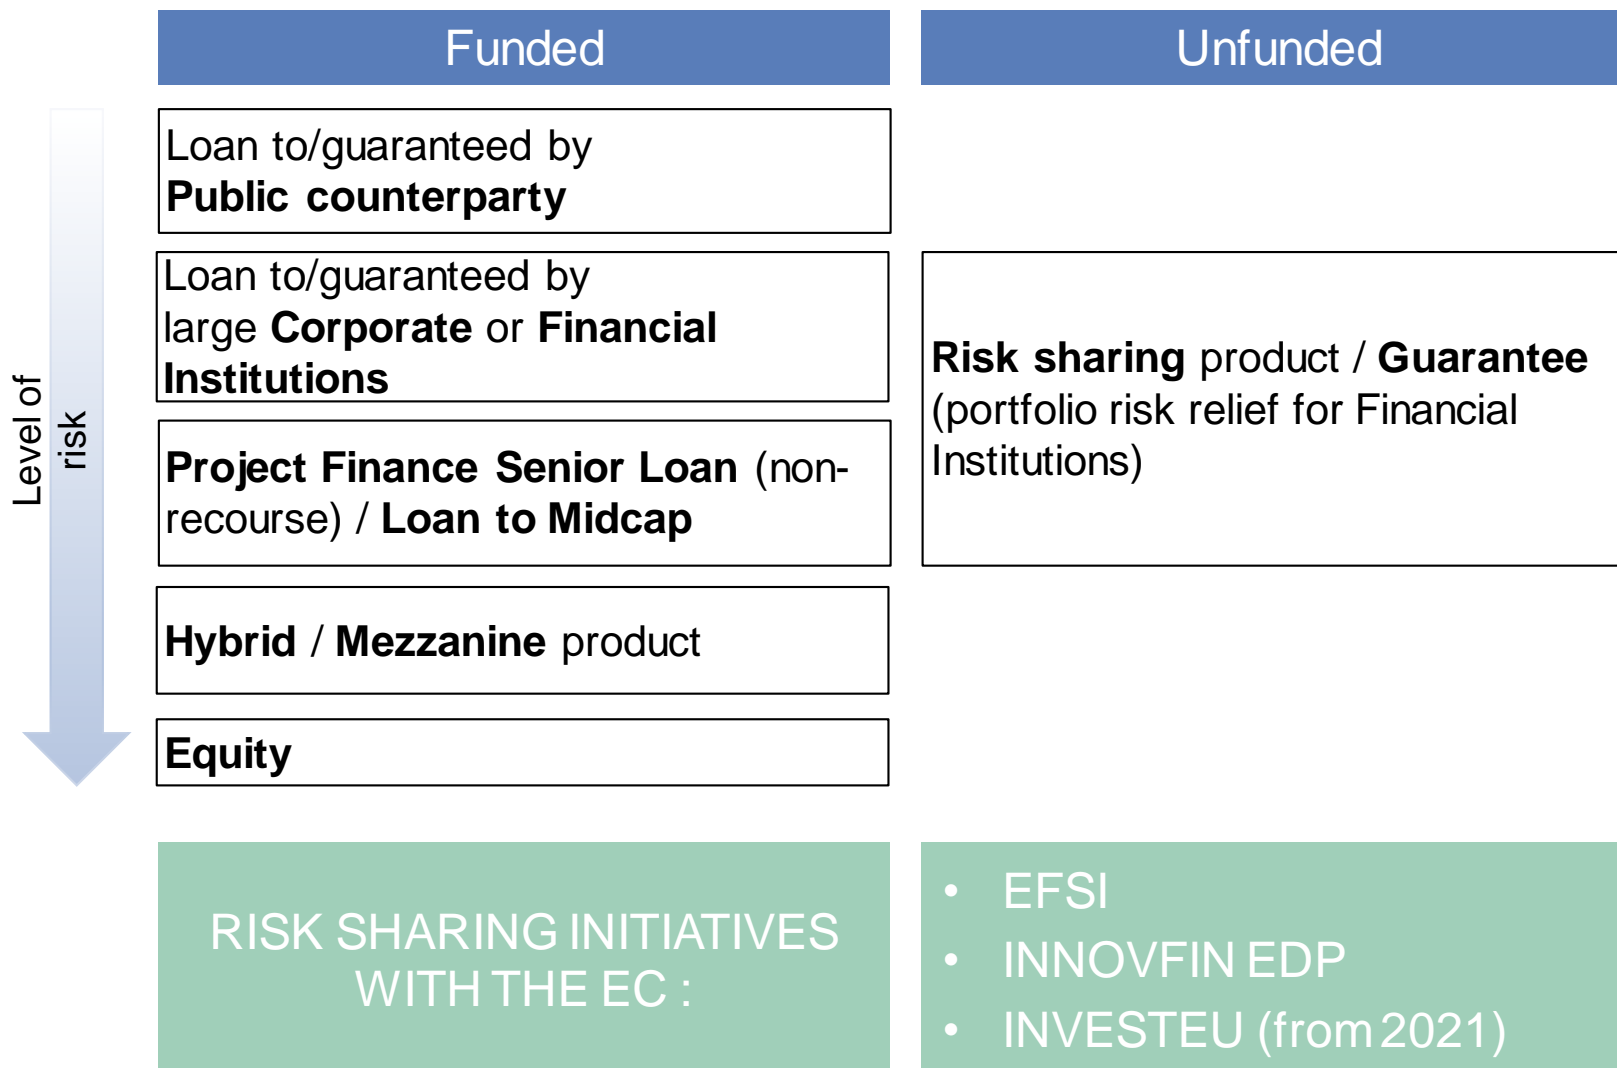 Funded
Unfunded
Level of
risk
Loan to/guaranteed by
Public counterparty
Loan to/guaranteed by
large Corporate or Financial
Institutions
Project Finance Senior Loan (non-
recourse) / Loan to Midcap
Hybrid / Mezzanine product
Equity
Risk sharing product / Guarantee
(portfolio risk relief for Financial
Institutions)
RISK SHARING INITIATIVES
WITH THE EC :
• EFSI
• INNOVFIN EDP
• INVESTEU (from 2021)